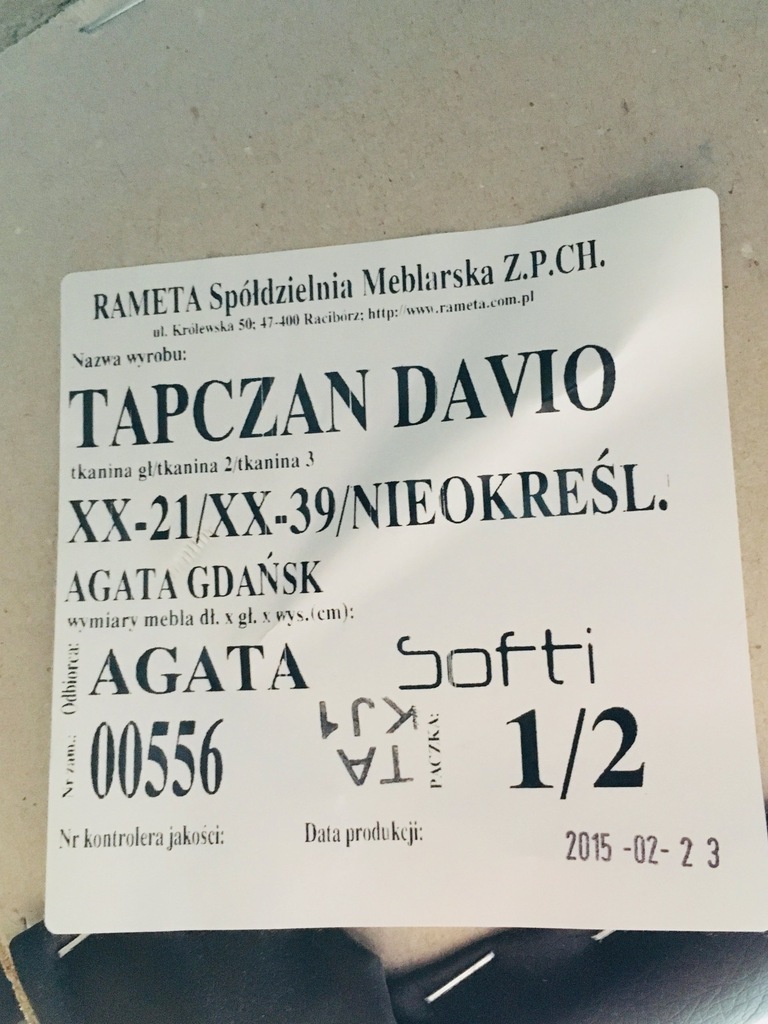 RAMETA Spółdzielnia Meblarska Z.P.CH.
ul. Królewska 50; 47-400 Racibórz; http://www.rameta.com.pl
Nazwa wyrobu:
TAPCZAN DAVIO
tkanina gł/tkanina 2/tkanina 3
XX-21/XX-39/NIEOKREŚL.
AGATA GDAŃSK
wymiary mebla dł. x gł. x wys.(cm):
Odbiorca: AGATA Softi
Nr zam.: 00556 TA KJ1 PACZKA: 1/2
Nr kontrolera jakości: Data produkcji: 2015 -02- 2 3